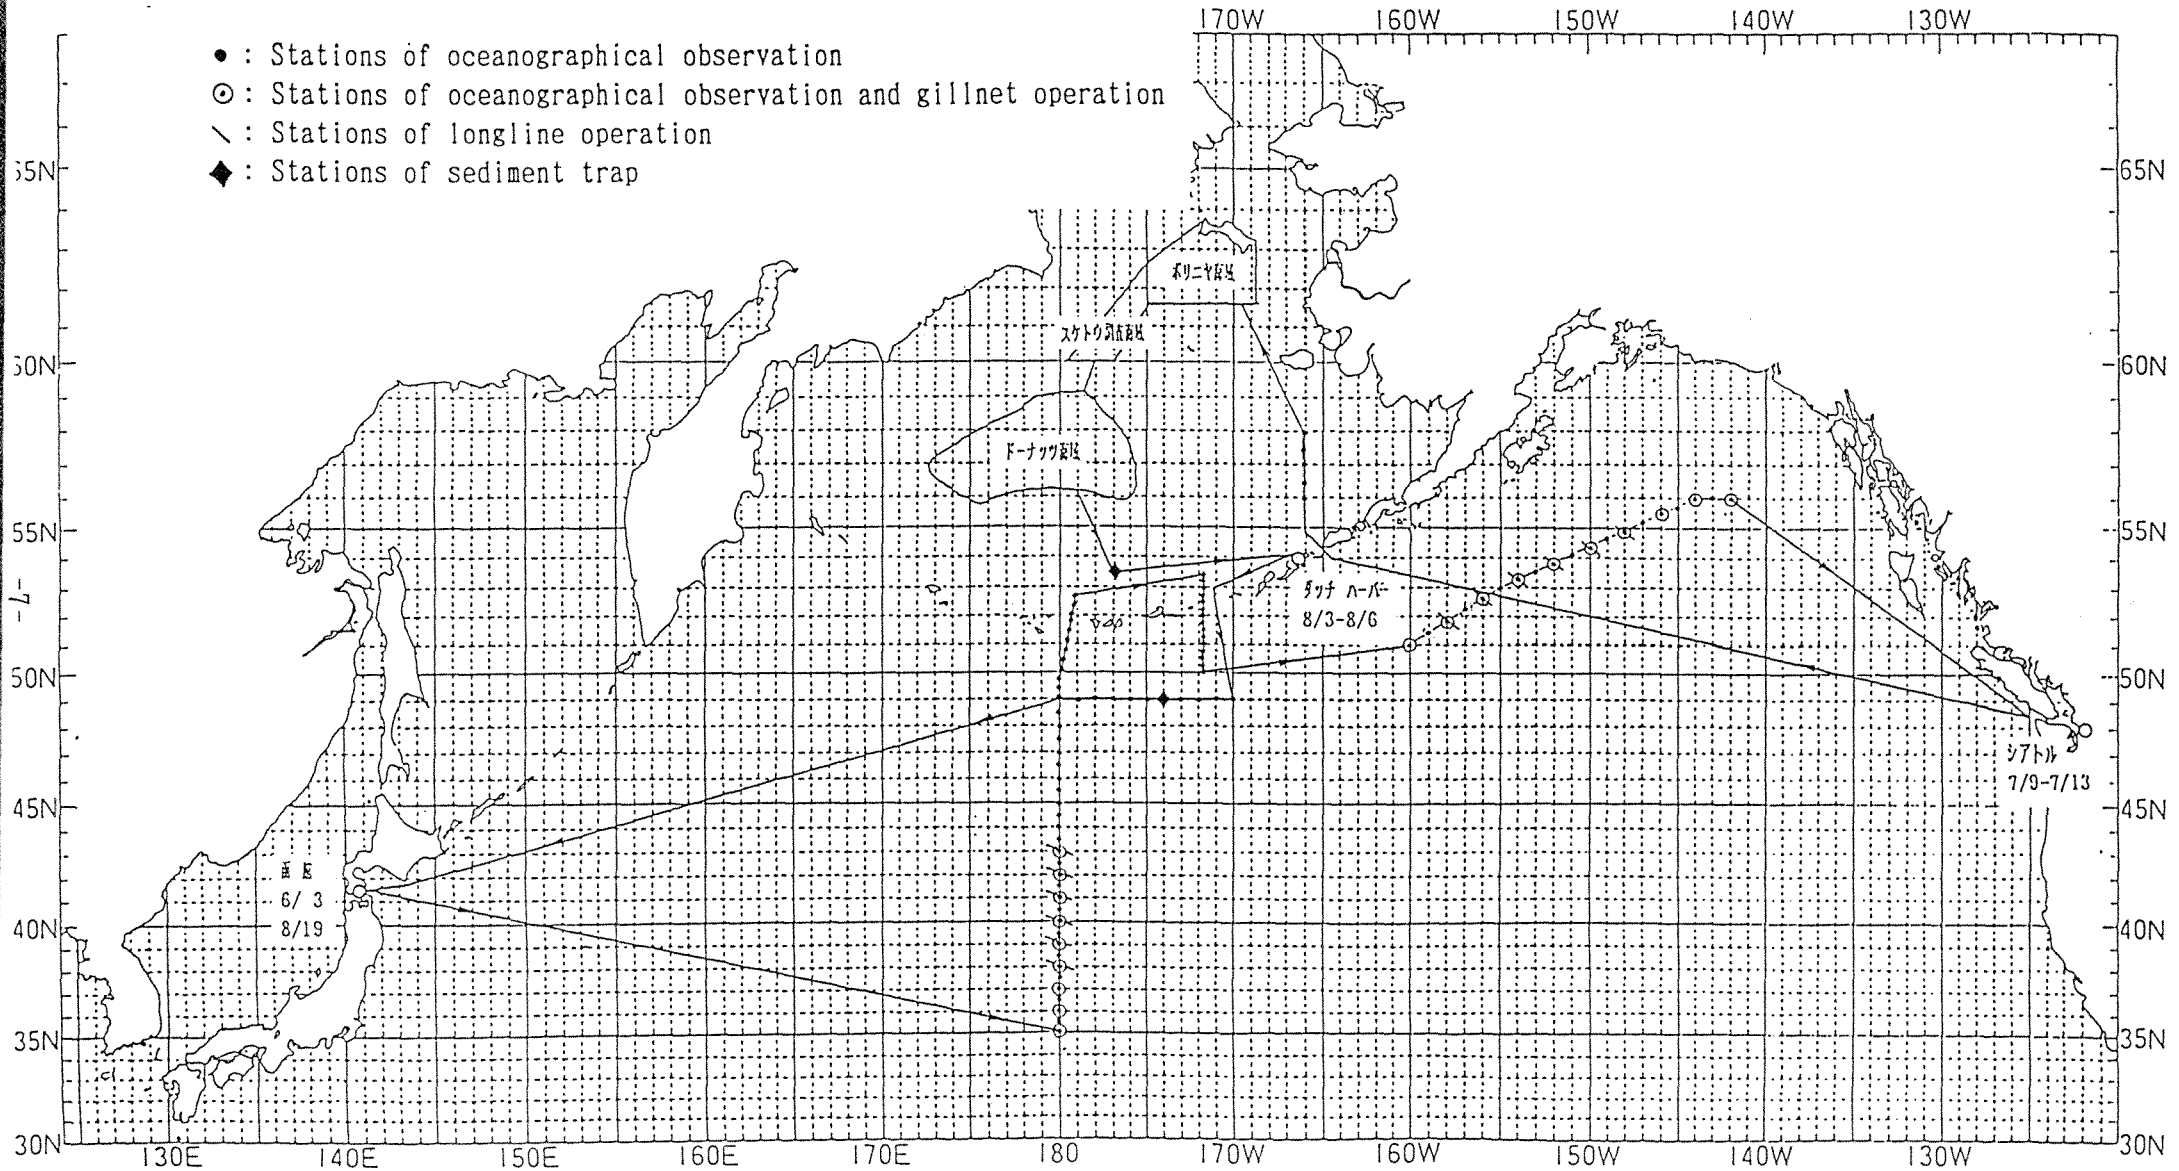 170W 160W 150W 140W 130W
● : Stations of oceanographical observation
⊙ : Stations of oceanographical observation and gillnet operation
\ : Stations of longline operation
◆ : Stations of sediment trap
65N
ポリニヤ海域
スケトウ調査海域
60N 60N
ドーナッツ海域
55N 55N
ダッチ ハーバー
8/3-8/6
-7-
50N 50N
シアトル
7/9-7/13
45N 45N
函館
6/ 3
8/19
40N 40N
35N 35N
30N 30N
130E 140E 150E 160E 170E 180 170W 160W 150W 140W 130W